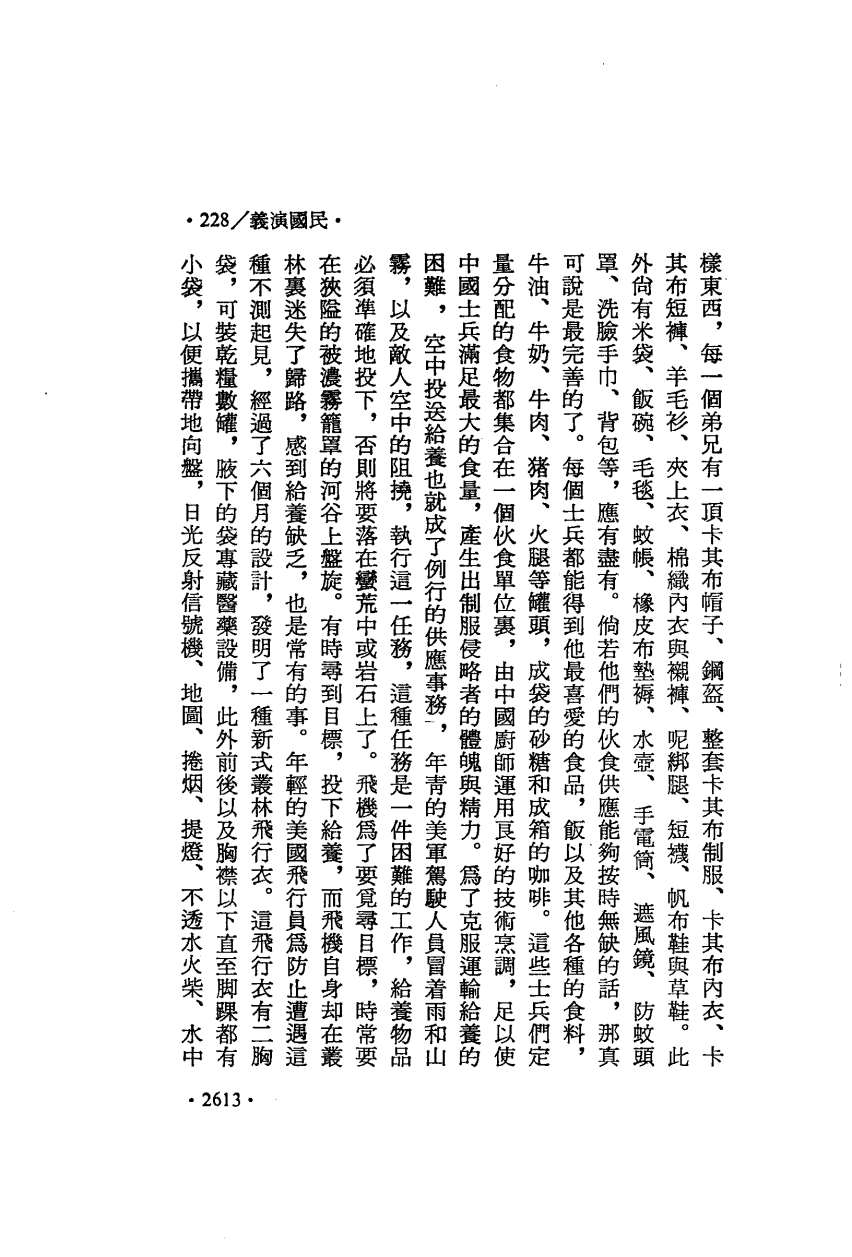 ·民國演義／228·
樣東西，每一個弟兄有一頂卡其布帽子、鋼盔、整套卡其布制服、卡其布內衣、卡
其布短褲、羊毛衫、夾上衣、棉織內衣與襯褲、呢綁腿、短襪、帆布鞋與草鞋。此
外尙有米袋、飯碗、毛毯、蚊帳、橡皮布墊褥、水壺、手電筒、遮風鏡、防蚊頭
罩、洗臉手巾、背包等，應有盡有。倘若他們的伙食供應能夠按時無缺的話，那真
可說是最完善的了。每個士兵都能得到他最喜愛的食品，飯以及其他各種的食料，
牛油、牛奶、牛肉、猪肉、火腿等罐頭，成袋的砂糖和成箱的咖啡。這些士兵們定
量分配的食物都集合在一個伙食單位裏，由中國廚師運用良好的技術烹調，足以使
中國士兵滿足最大的食量，產生出制服侵略者的體魄與精力。爲了克服運輸給養的
困難，空中投送給養也就成了例行的供應事務，年青的美軍駕駛人員冒着雨和山
霧，以及敵人空中的阻撓，執行這一任務，這種任務是一件困難的工作，給養物品
必須準確地投下，否則將要落在蠻荒中或岩石上了。飛機爲了要覓尋目標，時常要
在狹隘的被濃霧籠罩的河谷上盤旋。有時尋到目標，投下給養，而飛機自身却在叢
林裏迷失了歸路，感到給養缺乏，也是常有的事。年輕的美國飛行員爲防止遭遇這
種不測起見，經過了六個月的設計，發明了一種新式叢林飛行衣。這飛行衣有二胸
袋，可裝乾糧數罐，腋下的袋專藏醫藥設備，此外前後以及胸襟以下直至脚踝都有
小袋，以便攜帶地向盤，日光反射信號機、地圖、捲烟、提燈、不透水火柴、水中
·2613·